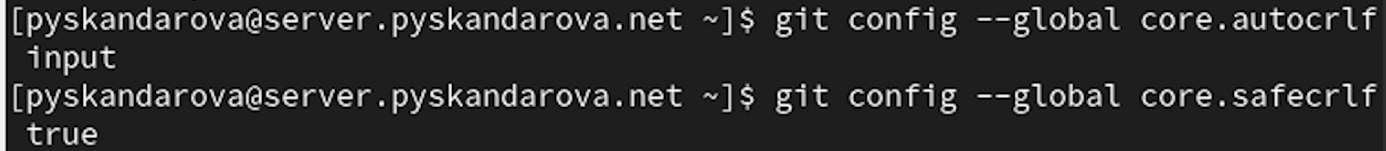 [pyskandarova@server.pyskandarova.net ~]$ git config --global core.autocrlf
 input
[pyskandarova@server.pyskandarova.net ~]$ git config --global core.safecrlf
 true